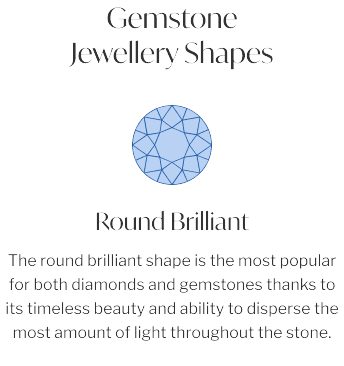 Gemstone
Jewellery Shapes
Round Brilliant
The round brilliant shape is the most popular
for both diamonds and gemstones thanks to
its timeless beauty and ability to disperse the
most amount of light throughout the stone.